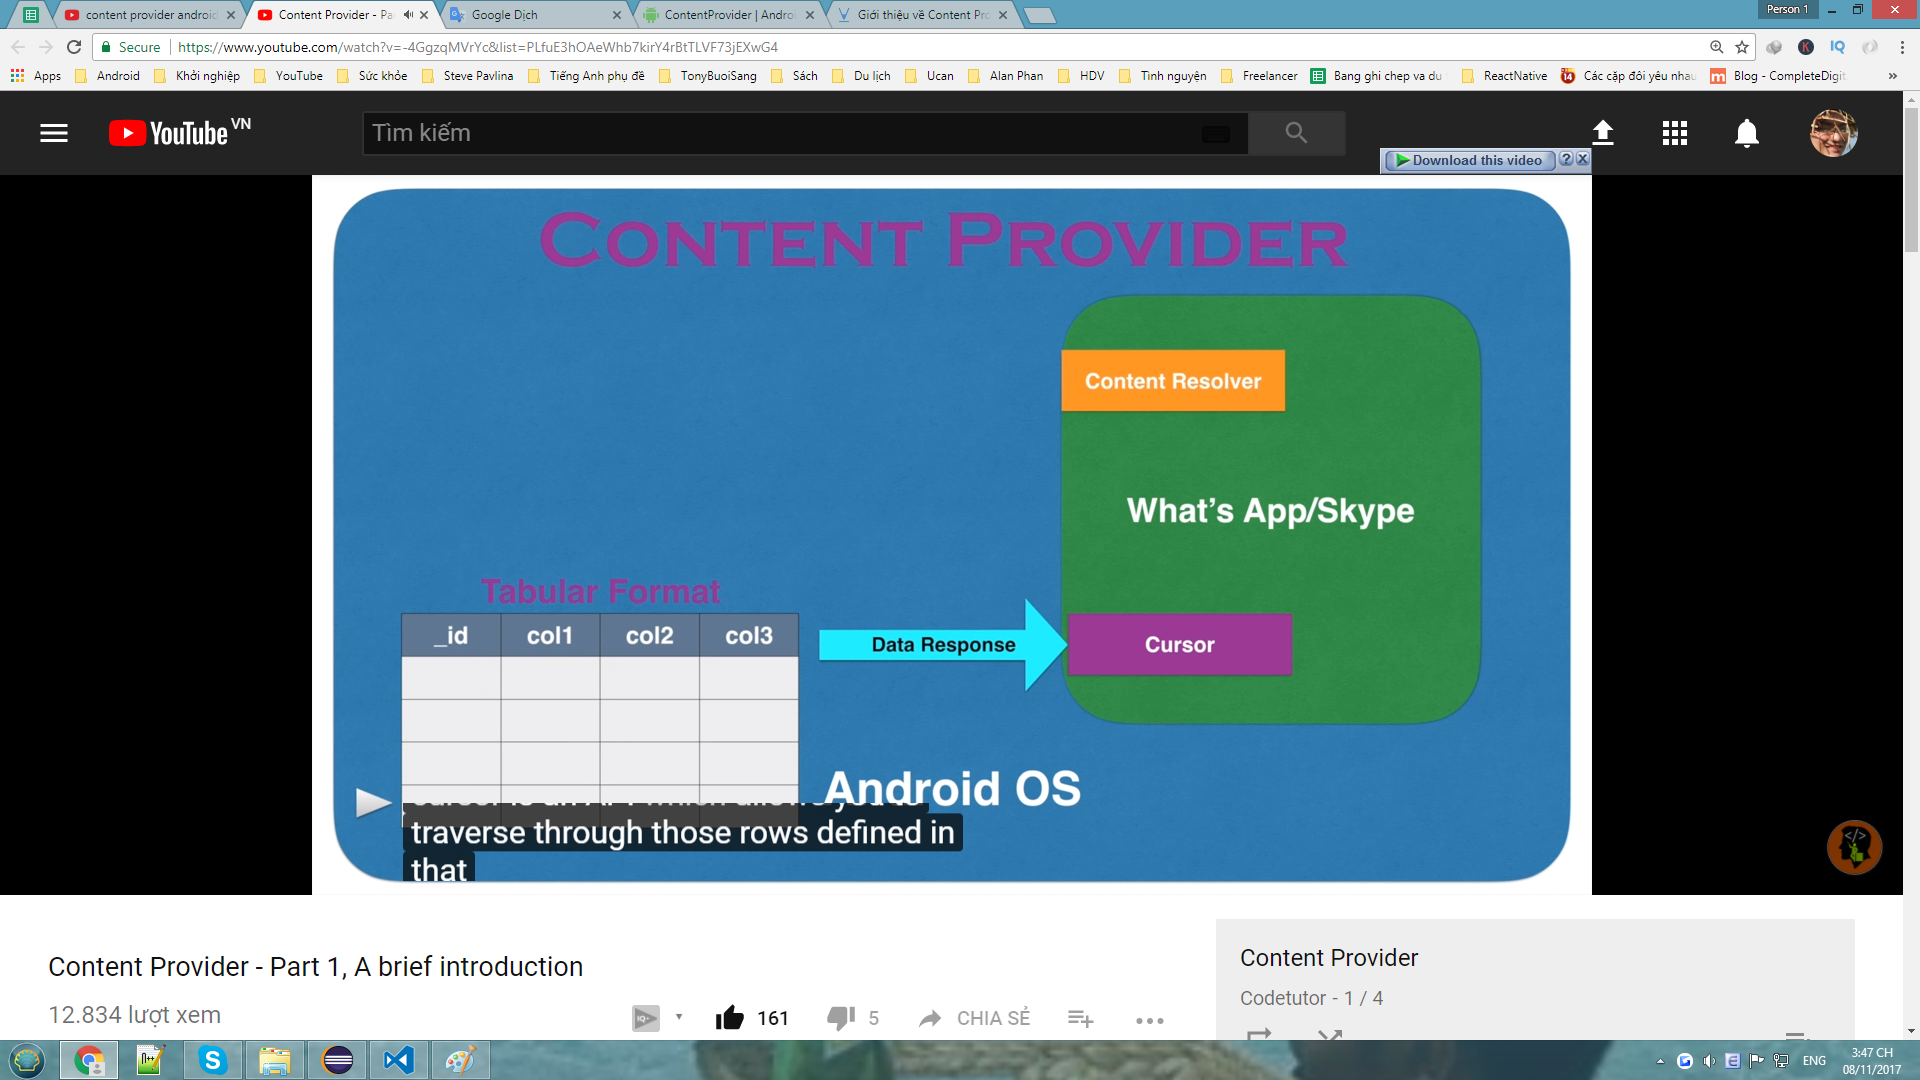 content provider android
Content Provider - Pa
Google Dịch
ContentProvider | Androi
Giới thiệu về Content Pro
Person 1
Secure
https://www.youtube.com/watch?v=-4GgzqMVrYc&list=PLfuE3hOAeWhb7kirY4rBtTLVF73jEXwG4
Apps
Android
Khởi nghiệp
YouTube
Sức khỏe
Steve Pavlina
Tiếng Anh phụ đề
TonyBuoiSang
Sách
Du lịch
Ucan
Alan Phan
HDV
Tình nguyện
Freelancer
Bang ghi chep va du
ReactNative
Các cặp đôi yêu nhau
Blog - CompleteDigit
YouTube VN
Tìm kiếm
Download this video
CONTENT PROVIDER
Content Resolver
What's App/Skype
Tabular Format
_id col1 col2 col3
Data Response
Cursor
Android OS
traverse through those rows defined in
that
Content Provider - Part 1, A brief introduction
12.834 lượt xem
161
5
CHIA SẺ
Content Provider
Codetutor - 1 / 4
ENG
3:47 CH
08/11/2017